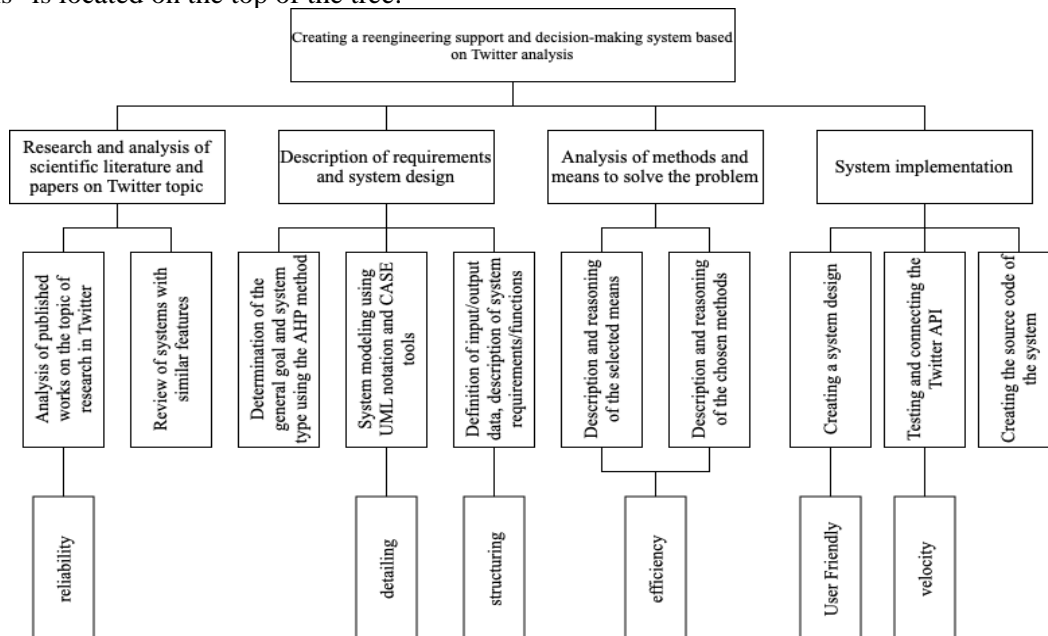 is located on the top of the tree.
Creating a reengineering support and decision-making system based
on Twitter analysis
Research and analysis of
scientific literature and
papers on Twitter topic
Description of requirements
and system design
Analysis of methods and
means to solve the problem
System implementation
Analysis of published
works on the topic of
research in Twitter
Review of systems with
similar features
Determination of the
general goal and system
type using the AHP method
System modeling using
UML notation and CASE
tools
Definition of input/output
data, description of system
requirements/functions
Description and reasoning
of the selected means
Description and reasoning
of the chosen methods
Creating a system design
Testing and connecting the
Twitter API
Creating the source code of
the system
reliability
detailing
structuring
efficiency
User Friendly
velocity